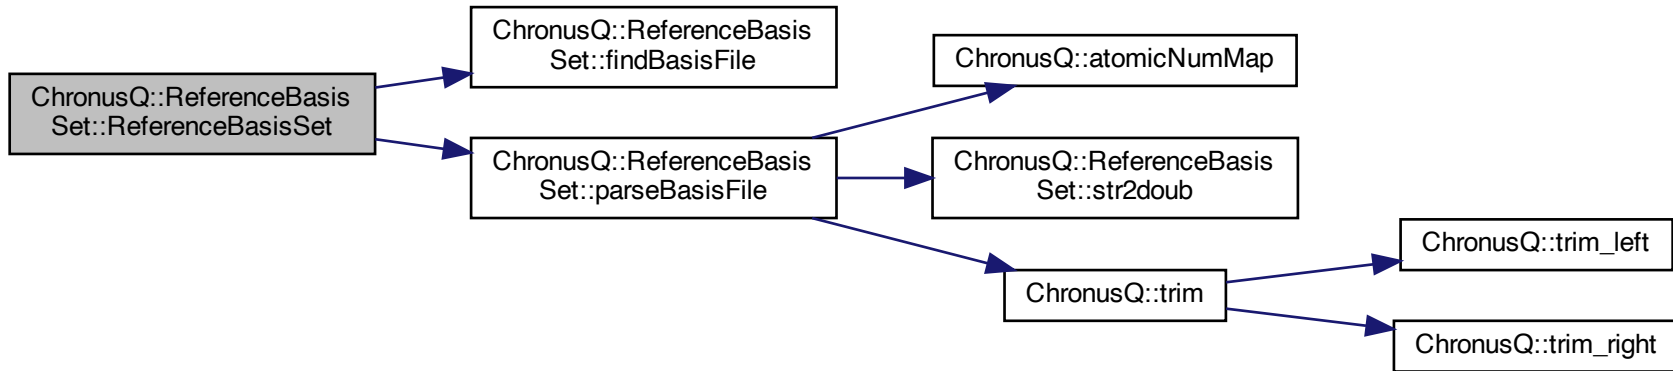 ChronusQ::ReferenceBasis
Set::ReferenceBasisSet
ChronusQ::ReferenceBasis
Set::findBasisFile
ChronusQ::ReferenceBasis
Set::parseBasisFile
ChronusQ::atomicNumMap
ChronusQ::ReferenceBasis
Set::str2doub
ChronusQ::trim
ChronusQ::trim_left
ChronusQ::trim_right